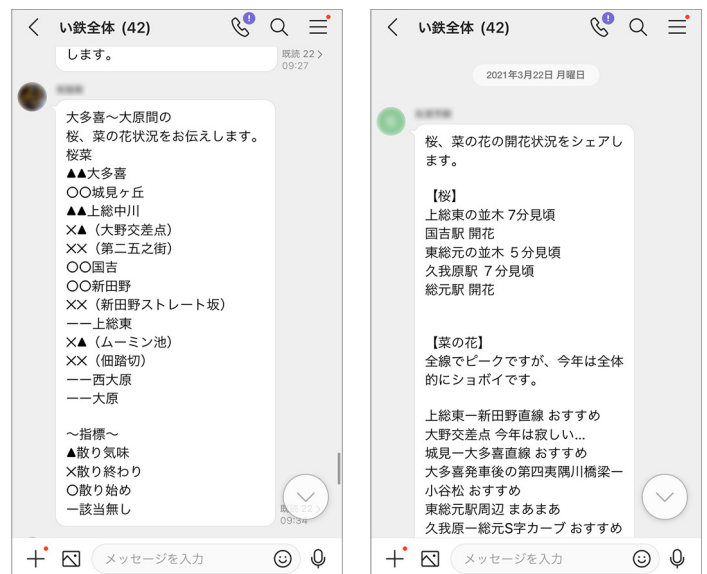 い鉄全体 (42)
します。
既読 22
09:27
大多喜〜大原間の
桜、菜の花状況をお伝えします。
桜菜
▲▲大多喜
〇〇城見ヶ丘
▲▲上総中川
×▲（大野交差点）
××（第二五之街）
〇〇国吉
〇〇新田野
××（新田野ストレート坂）
ーー上総東
×▲（ムーミン池）
××（佃踏切）
ーー西大原
ーー大原
〜指標〜
▲散り気味
×散り終わり
〇散り始め
ー該当無し
09:34
メッセージを入力
い鉄全体 (42)
2021年3月22日 月曜日
桜、菜の花の開花状況をシェアし
ます。
【桜】
上総東の並木 7分見頃
国吉駅 開花
東総元の並木 ５分見頃
久我原駅 ７分見頃
総元駅 開花
【菜の花】
全線でピークですが、今年は全体
的にショボイです。
上総東ー新田野直線 おすすめ
大野交差点 今年は寂しい...
城見ー大多喜直線 おすすめ
大多喜発車後の第四夷隅川橋梁ー
小谷松 おすすめ
東総元駅周辺 まあまあ
久我原ー総元S字カーブ おすすめ
メッセージを入力